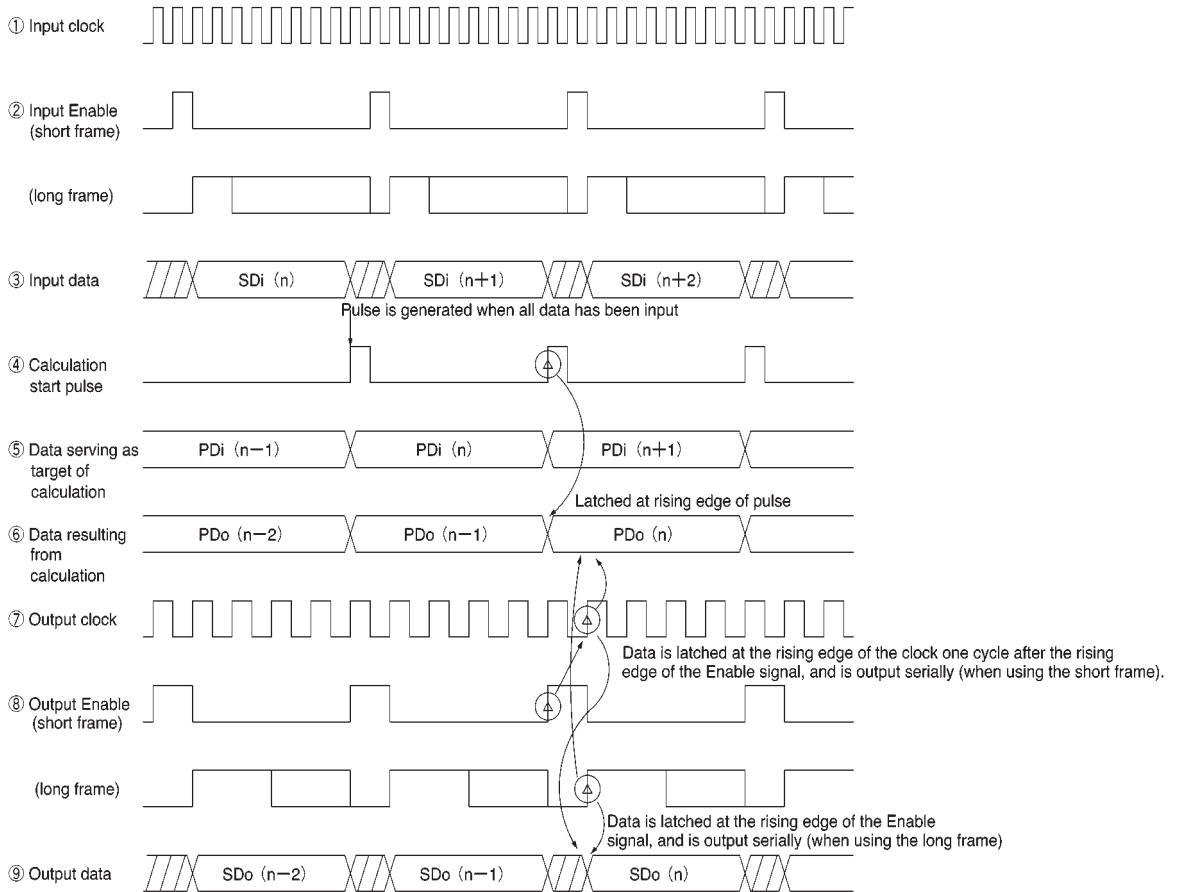 ① Input clock
② Input Enable
(short frame)
(long frame)
③ Input data
SDi (n)
SDi (n+1)
SDi (n+2)
Pulse is generated when all data has been input
④ Calculation
start pulse
⑤ Data serving as
target of
calculation
PDi (n−1)
PDi (n)
PDi (n+1)
Latched at rising edge of pulse
⑥ Data resulting
from
calculation
PDo (n−2)
PDo (n−1)
PDo (n)
⑦ Output clock
Data is latched at the rising edge of the clock one cycle after the rising
edge of the Enable signal, and is output serially (when using the short frame).
⑧ Output Enable
(short frame)
(long frame)
Data is latched at the rising edge of the Enable
signal, and is output serially (when using the long frame)
⑨ Output data
SDo (n−2)
SDo (n−1)
SDo (n)